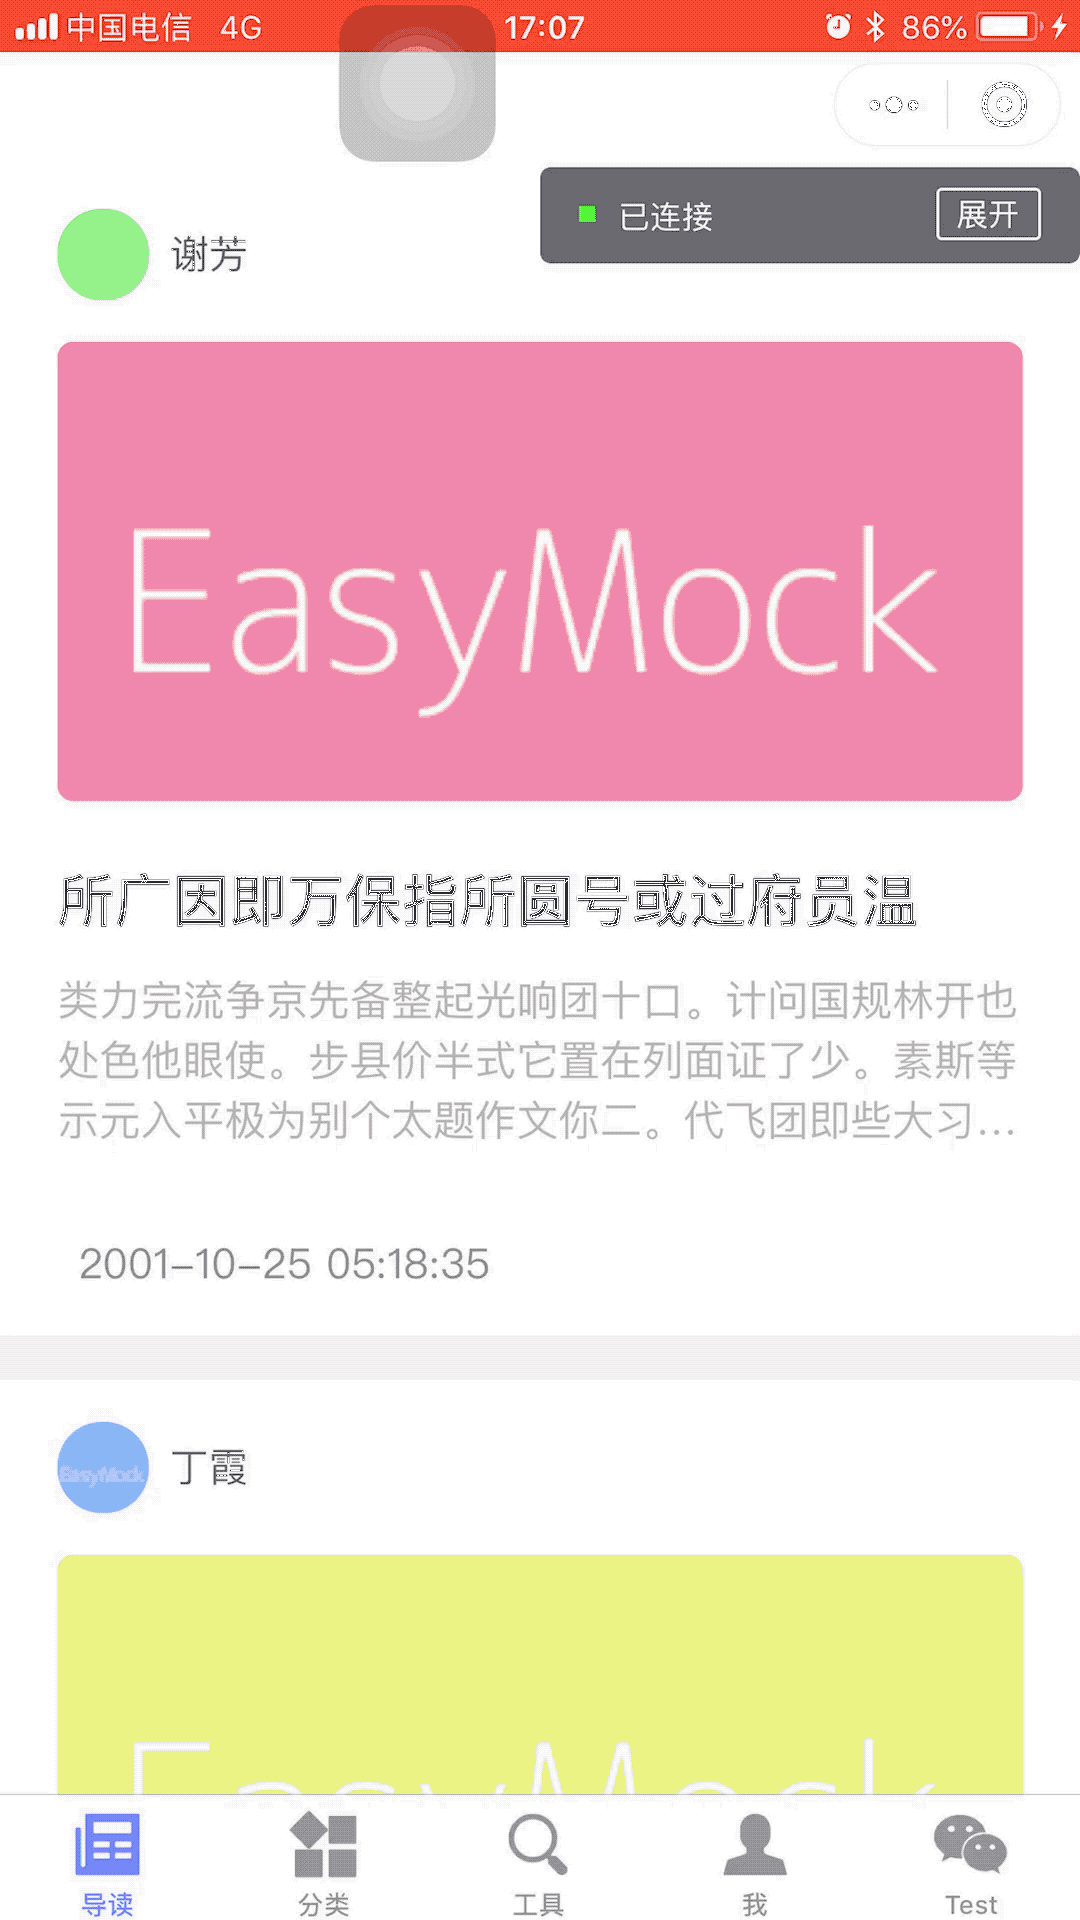 中国电信 4G 17:07 86%
已连接 展开
谢芳
EasyMock
所广因即万保指所圆号或过府员温
类力完流争京先备整起光响团十口。计问国规林开也
处色他眼使。步县价半式它置在列面证了少。素斯等
示元入平极为别个太题作文你二。代飞团即些大习...
2001-10-25 05:18:35
EasyMock
丁霞
EasyMock
导读 分类 工具 我 Test